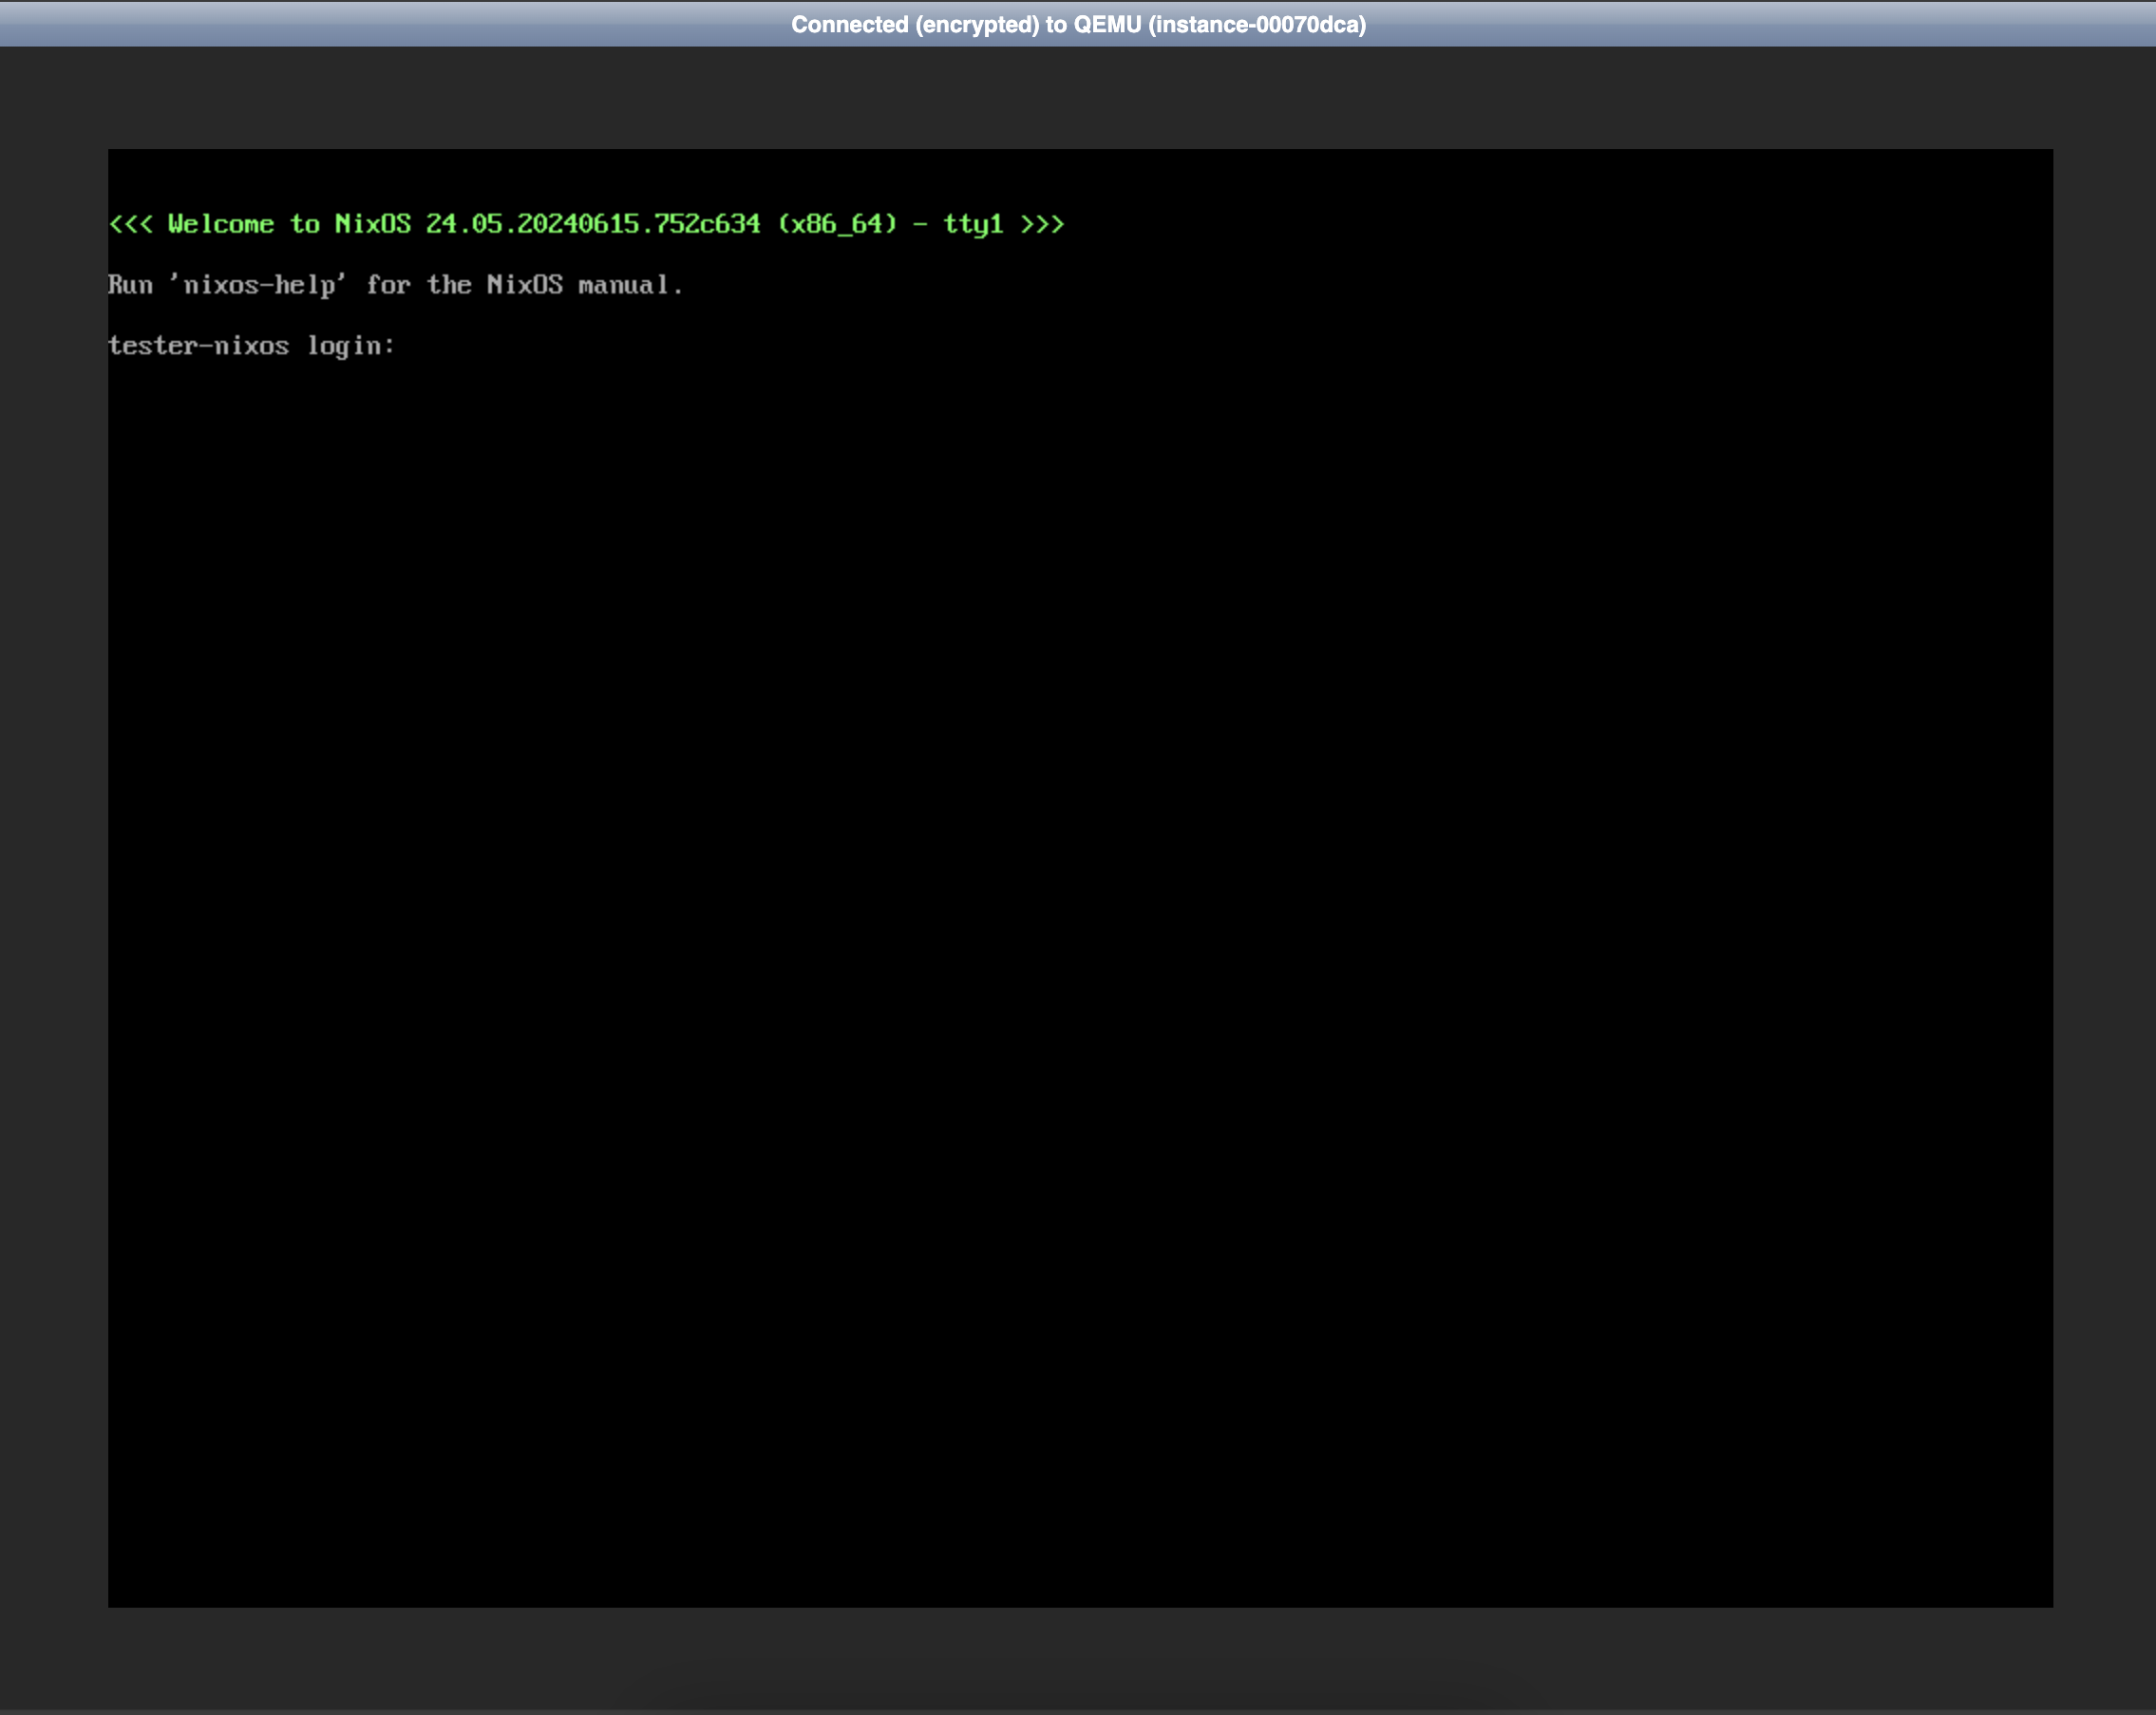 Connected (encrypted) to QEMU (instance-00070dca)
<<< Welcome to NixOS 24.05.20240615.752c634 (x86_64) - tty1 >>>
Run 'nixos-help' for the NixOS manual.
tester-nixos login: